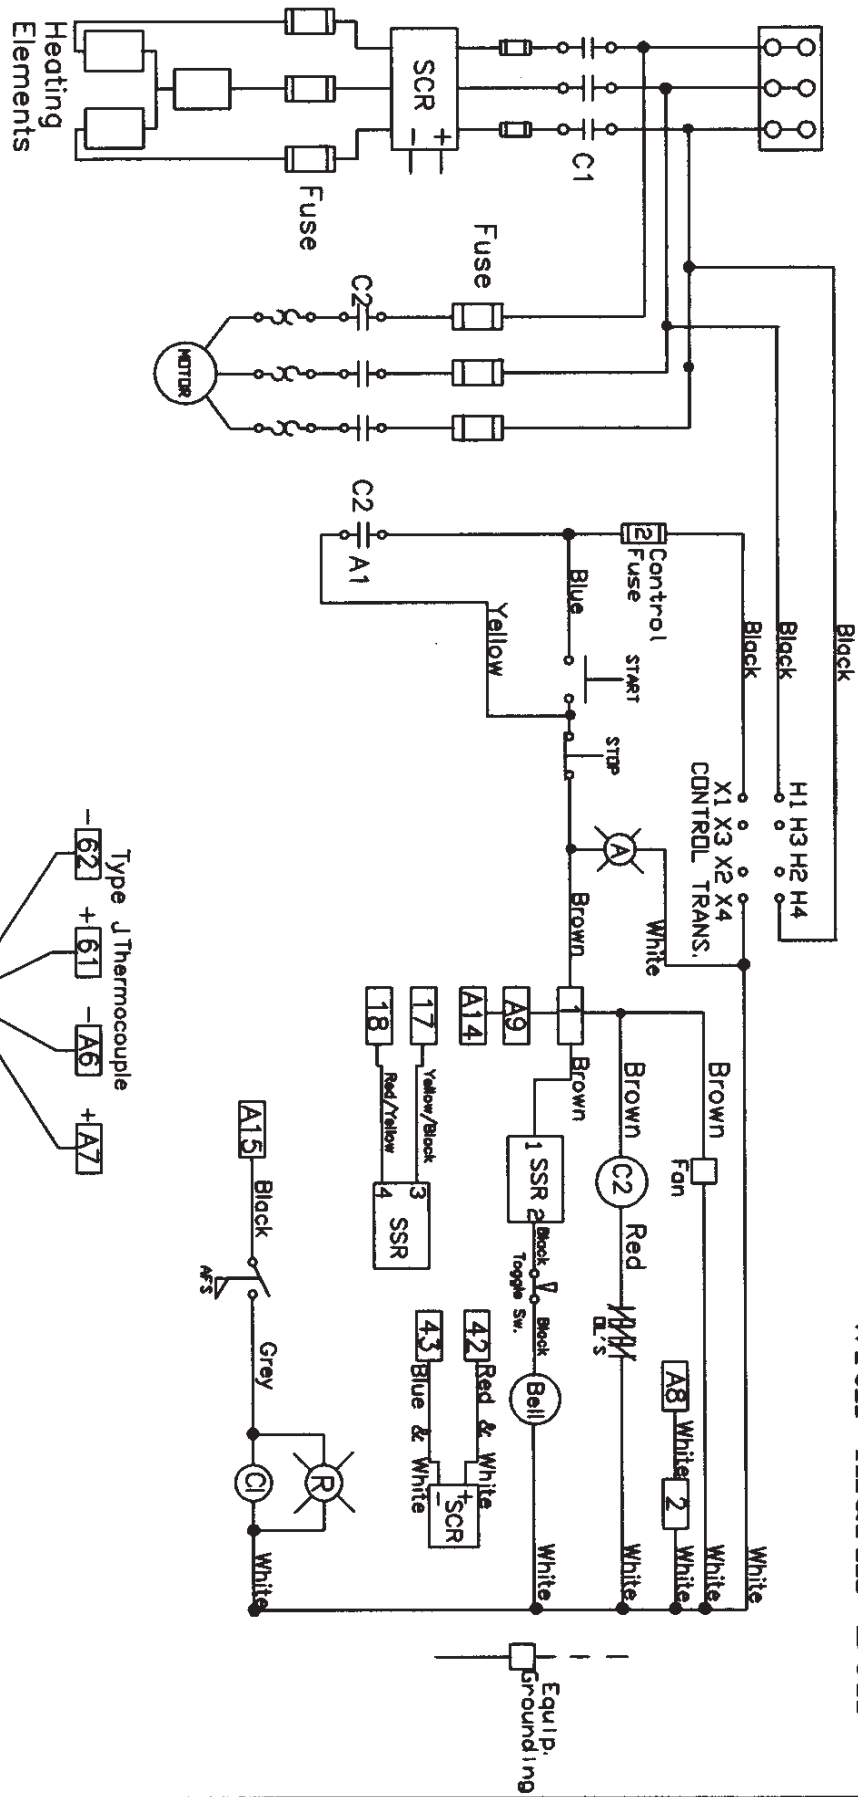 Heating
Elements
SCR
+
-
C1
Fuse
Fuse
C2
MOTOR
C2
A1
2
Control
Fuse
Blue
Yellow
START
STOP
Black
Black
Black
H1 H3 H2 H4
X1 X3 X2 X4
CONTROL TRANS.
A
White
Brown
1
A9
A14
17
18
Yellow/Black
Red/Yellow
3
4
SSR
Brown
1 SSR 2
Black
Toggle Sw.
Black
Bell
White
Brown
C2
Red
OL'S
White
Brown
Fan
White
White
A8
White
2
White
42
43
Red & White
Blue & White
+
-
SCR
A15
Black
AFS
Grey
R
C1
White
- 62
+ 61
- A6
+ A7
Type J Thermocouple
Equip.
Grounding